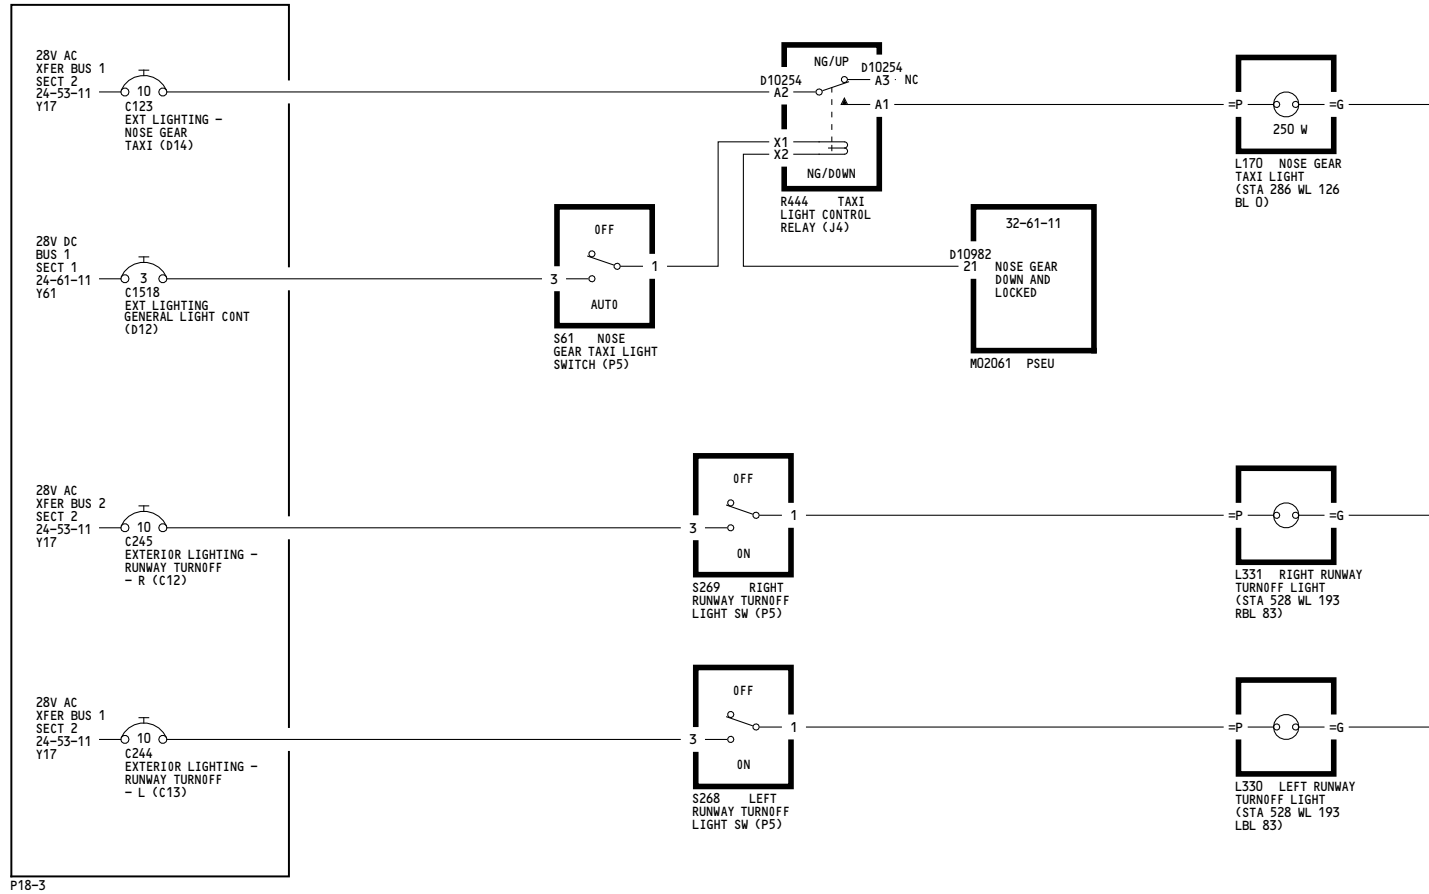 28V AC
XFER BUS 1
SECT 2
24-53-11
Y17
10
C123
EXT LIGHTING -
NOSE GEAR
TAXI (D14)
NG/UP
D10254
D10254
A2
A3
NC
A1
X1
X2
NG/DOWN
R444 TAXI
LIGHT CONTROL
RELAY (J4)
=P
=G
250 W
L170 NOSE GEAR
TAXI LIGHT
(STA 286 WL 126
BL 0)
28V DC
BUS 1
SECT 1
24-61-11
Y61
3
C1518
EXT LIGHTING
GENERAL LIGHT CONT
(D12)
OFF
3
1
AUTO
S61 NOSE
GEAR TAXI LIGHT
SWITCH (P5)
32-61-11
D10982
21
NOSE GEAR
DOWN AND
LOCKED
M02061 PSEU
28V AC
XFER BUS 2
SECT 2
24-53-11
Y17
10
C245
EXTERIOR LIGHTING -
RUNWAY TURNOFF
- R (C12)
OFF
3
1
ON
S269 RIGHT
RUNWAY TURNOFF
LIGHT SW (P5)
=P
=G
L331 RIGHT RUNWAY
TURNOFF LIGHT
(STA 528 WL 193
RBL 83)
28V AC
XFER BUS 1
SECT 2
24-53-11
Y17
10
C244
EXTERIOR LIGHTING -
RUNWAY TURNOFF
- L (C13)
OFF
3
1
ON
S268 LEFT
RUNWAY TURNOFF
LIGHT SW (P5)
=P
=G
L330 LEFT RUNWAY
TURNOFF LIGHT
(STA 528 WL 193
LBL 83)
P18-3